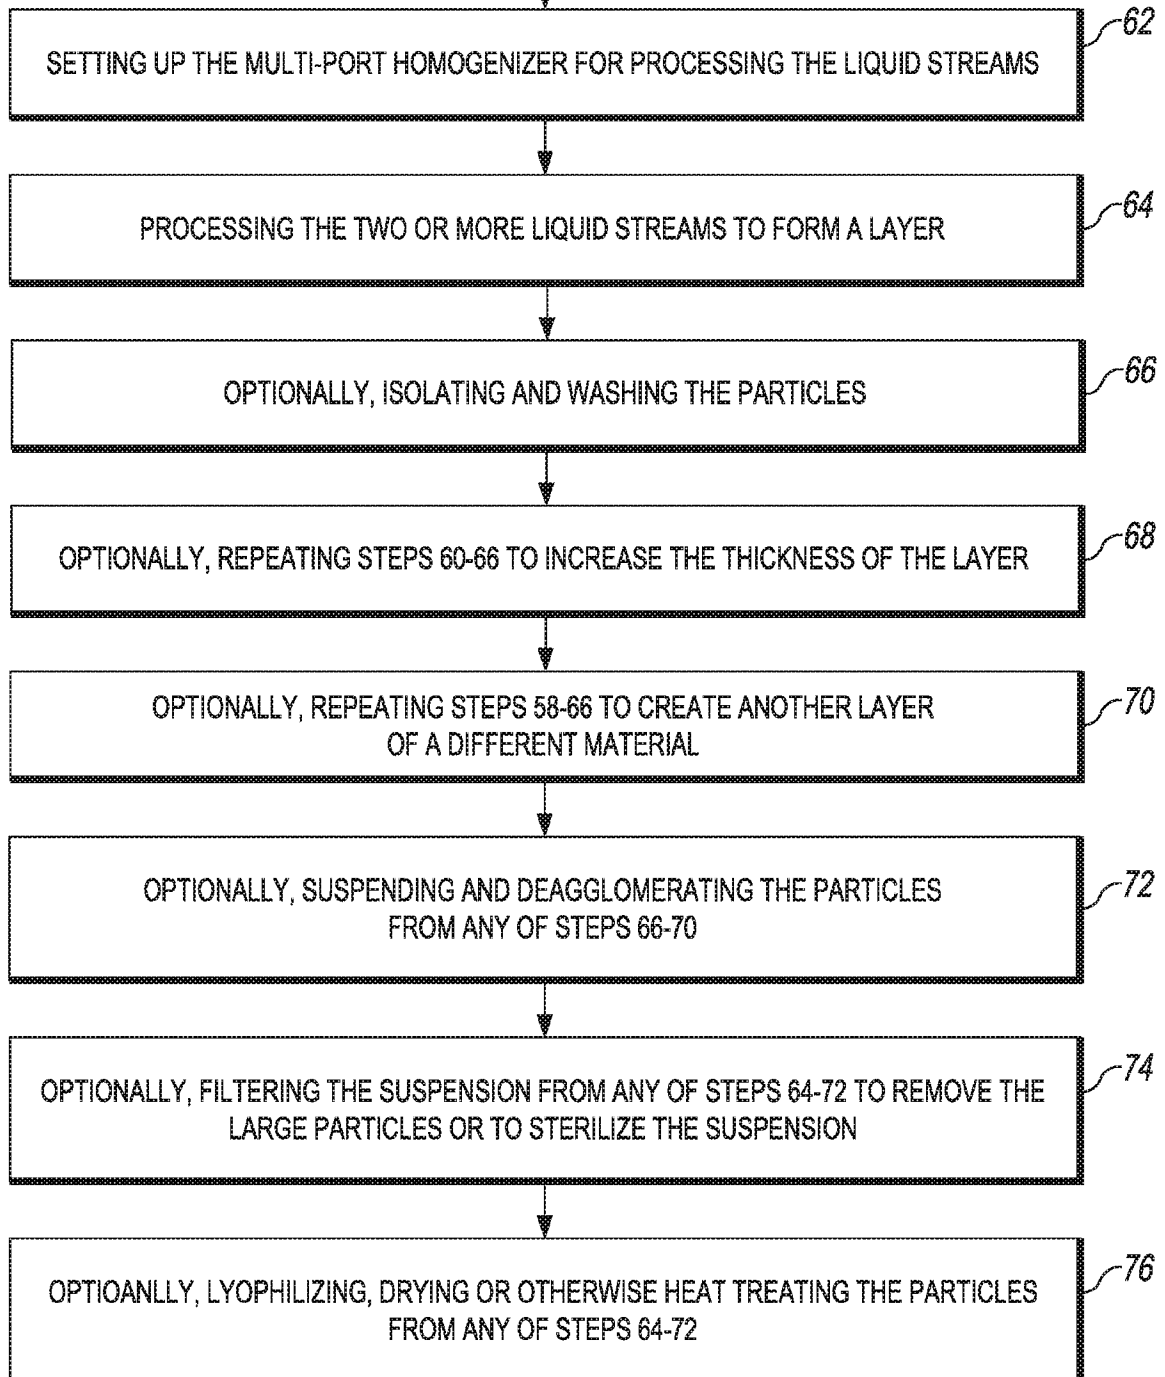 62
SETTING UP THE MULTI-PORT HOMOGENIZER FOR PROCESSING THE LIQUID STREAMS
64
PROCESSING THE TWO OR MORE LIQUID STREAMS TO FORM A LAYER
66
OPTIONALLY, ISOLATING AND WASHING THE PARTICLES
68
OPTIONALLY, REPEATING STEPS 60-66 TO INCREASE THE THICKNESS OF THE LAYER
70
OPTIONALLY, REPEATING STEPS 58-66 TO CREATE ANOTHER LAYER
OF A DIFFERENT MATERIAL
72
OPTIONALLY, SUSPENDING AND DEAGGLOMERATING THE PARTICLES
FROM ANY OF STEPS 66-70
74
OPTIONALLY, FILTERING THE SUSPENSION FROM ANY OF STEPS 64-72 TO REMOVE THE
LARGE PARTICLES OR TO STERILIZE THE SUSPENSION
76
OPTIOANLLY, LYOPHILIZING, DRYING OR OTHERWISE HEAT TREATING THE PARTICLES
FROM ANY OF STEPS 64-72